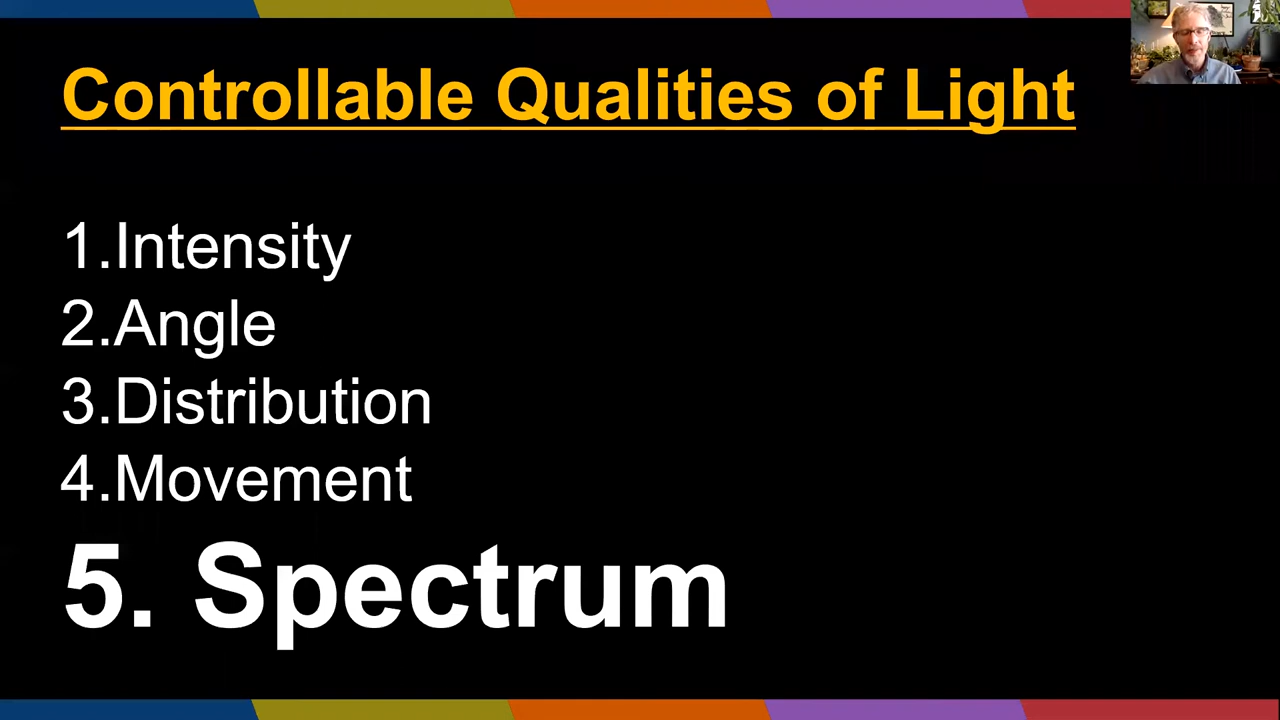 Controllable Qualities of Light
1.Intensity
2.Angle
3.Distribution
4.Movement
5. Spectrum